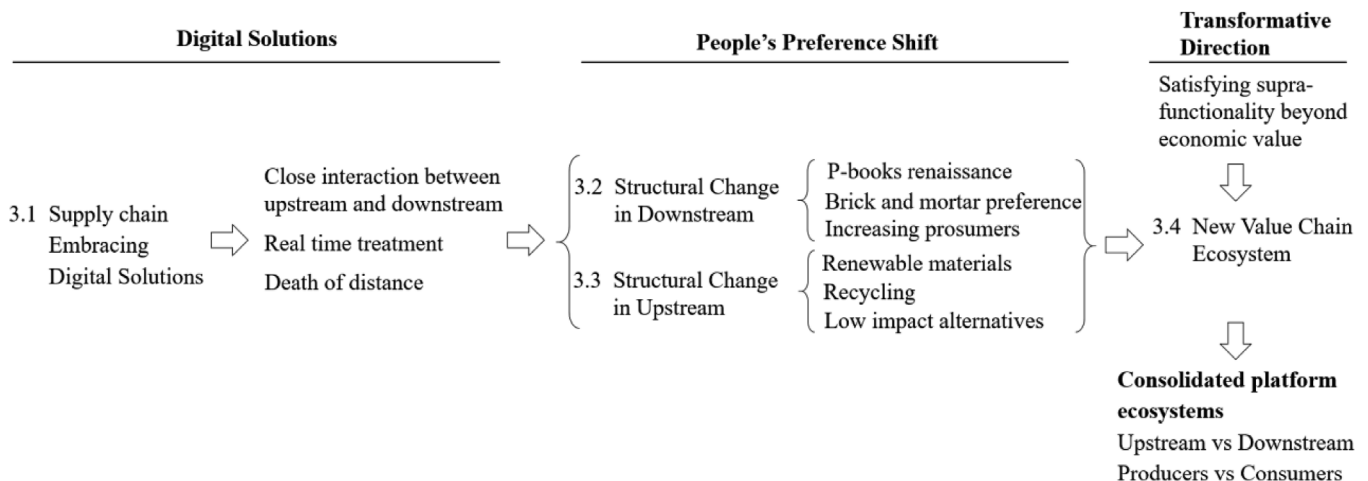 Digital Solutions
People's Preference Shift
Transformative
Direction
3.1 Supply chain
Embracing
Digital Solutions
Close interaction between
upstream and downstream
Real time treatment
Death of distance
3.2 Structural Change
in Downstream
P-books renaissance
Brick and mortar preference
Increasing prosumers
3.3 Structural Change
in Upstream
Renewable materials
Recycling
Low impact alternatives
Satisfying supra-
functionality beyond
economic value
3.4 New Value Chain
Ecosystem
Consolidated platform
ecosystems
Upstream vs Downstream
Producers vs Consumers